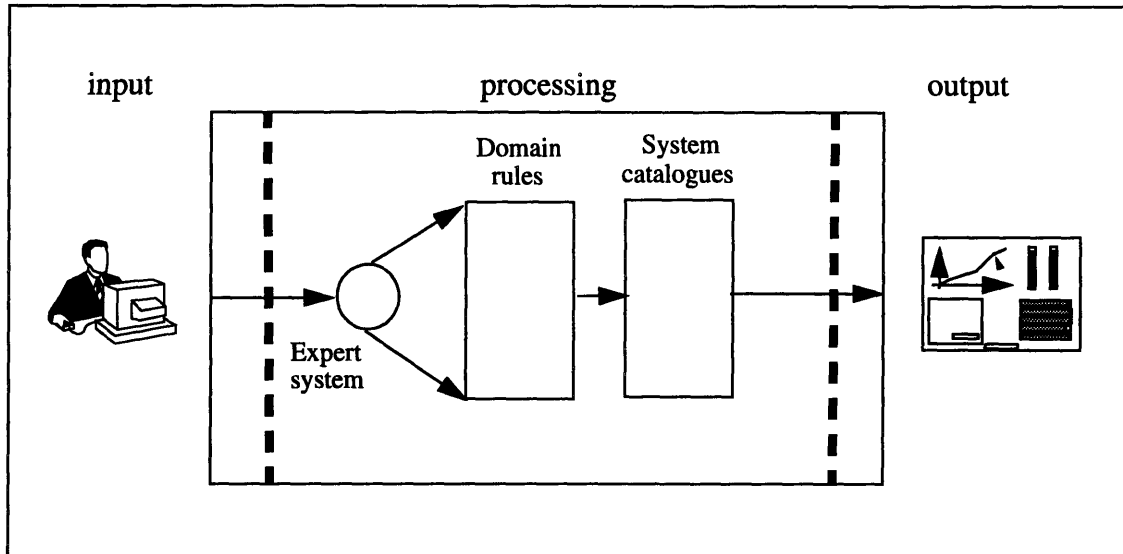 input
processing
output
Domain
rules
System
catalogues
Expert
system